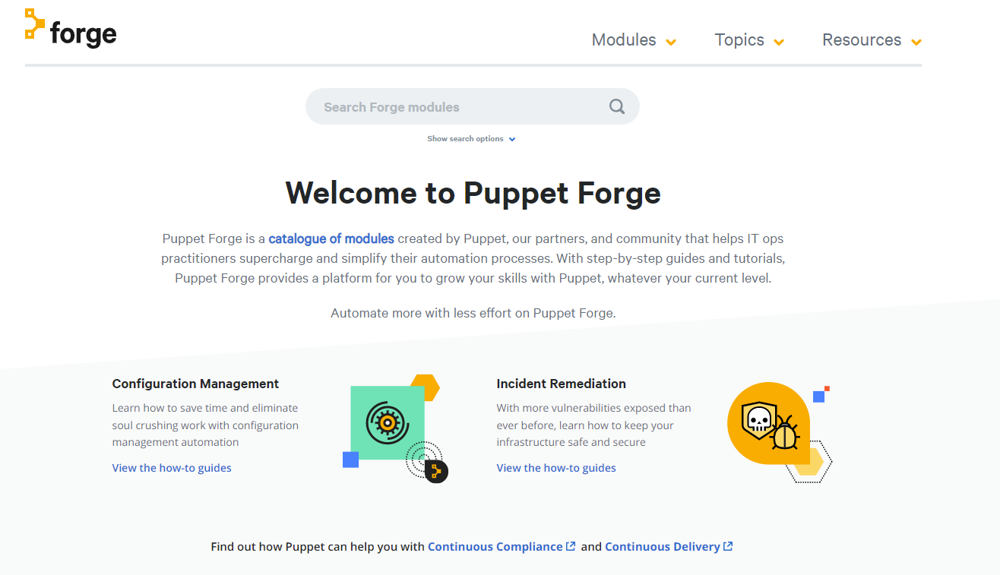 forge
Modules
Topics
Resources
Search Forge modules
Show search options
Welcome to Puppet Forge
Puppet Forge is a catalogue of modules created by Puppet, our partners, and community that helps IT ops
practitioners supercharge and simplify their automation processes. With step-by-step guides and tutorials,
Puppet Forge provides a platform for you to grow your skills with Puppet, whatever your current level.
Automate more with less effort on Puppet Forge.
Configuration Management
Learn how to save time and eliminate
soul crushing work with configuration
management automation
View the how-to guides
Incident Remediation
With more vulnerabilities exposed than
ever before, learn how to keep your
infrastructure safe and secure
View the how-to guides
Find out how Puppet can help you with Continuous Compliance and Continuous Delivery